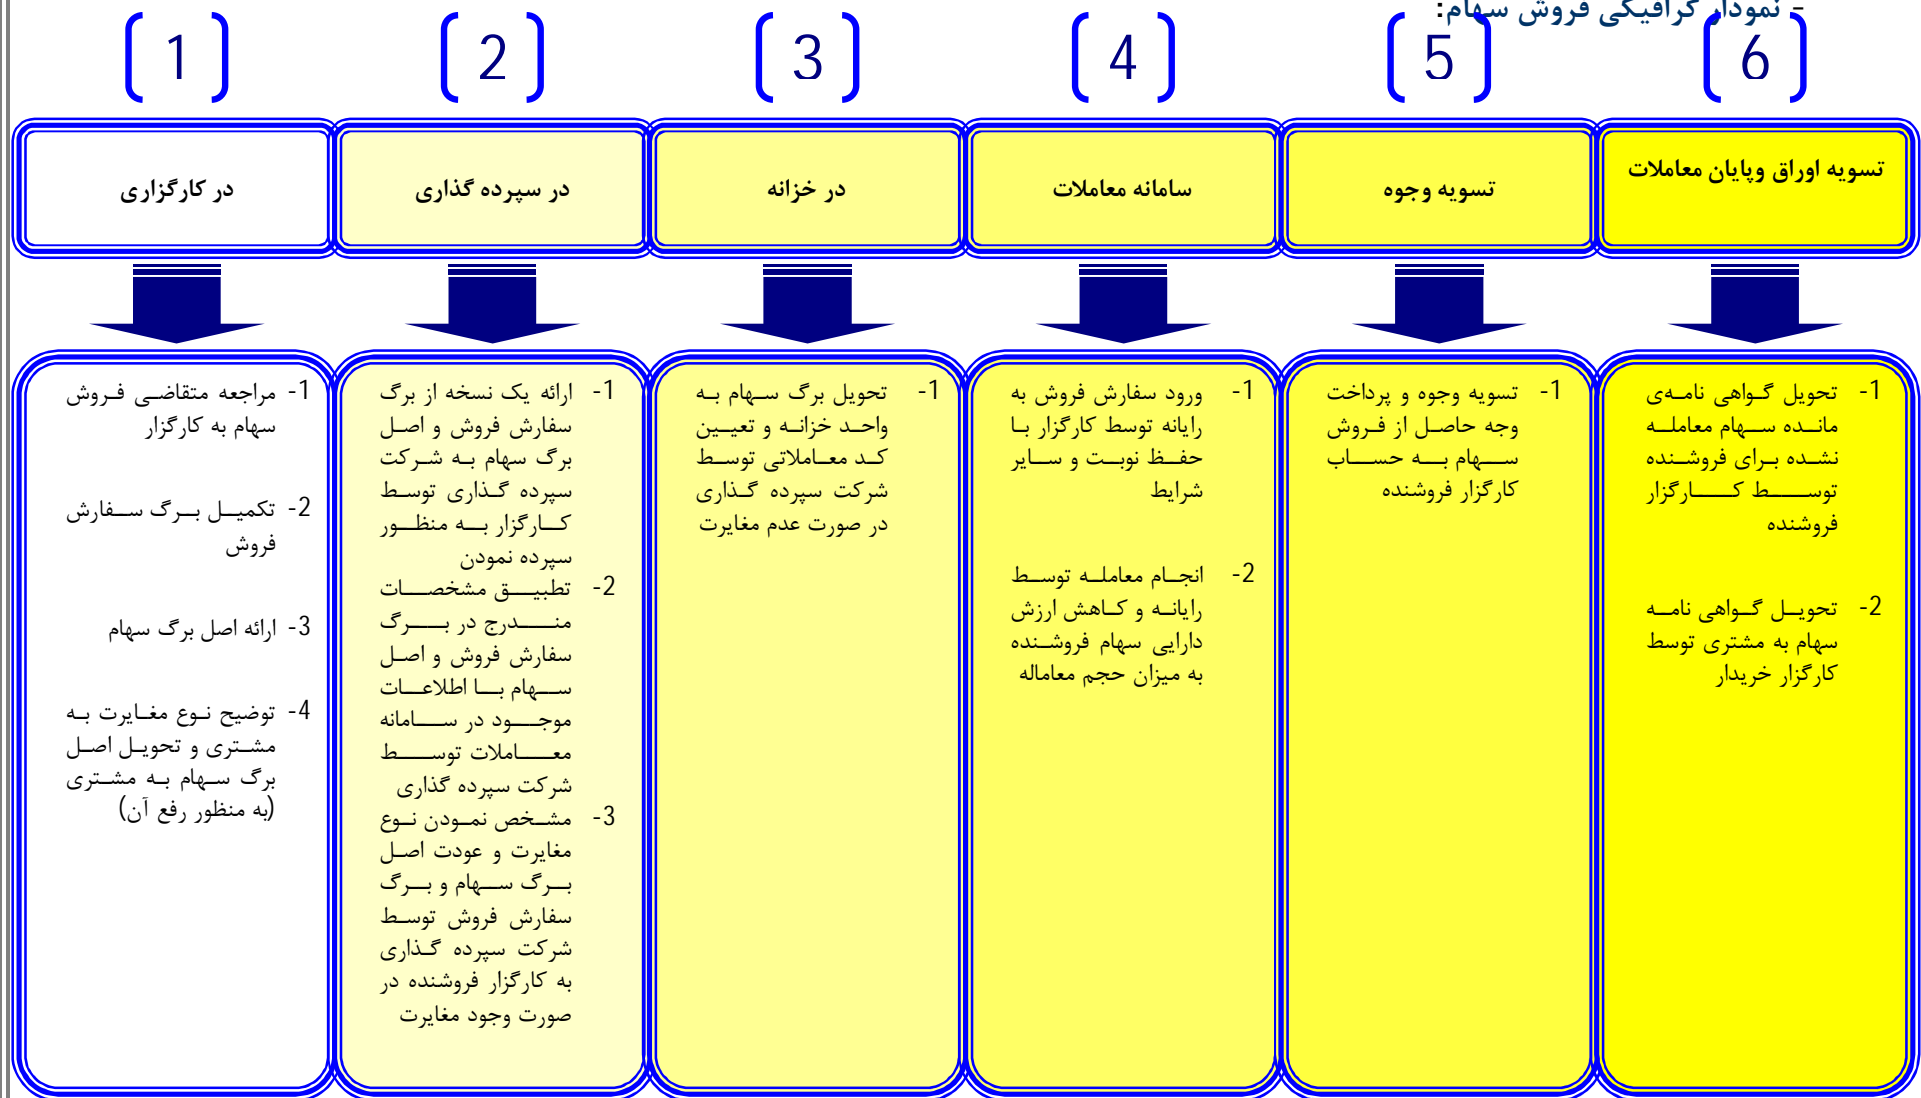 - نمودار گرافیکی فروش سهام:
1
2
3
4
5
6
در کارگزاری
در سپرده گذاری
در خزانه
سامانه معاملات
تسویه وجوه
تسویه اوراق وپایان معاملات
1- مراجعه متقاضی فروش
سهام به کارگزار
2- تکمیل برگ سفارش
فروش
3- ارائه اصل برگ سهام
4- توضیح نوع مغایرت به
مشتری و تحویل اصل
برگ سهام به مشتری
(به منظور رفع آن)
1- ارائه یک نسخه از برگ
سفارش فروش و اصل
برگ سهام به شرکت
سپرده گذاری توسط
کارگزار به منظور
سپرده نمودن
2- تطبیق مشخصات
مندرج در برگ
سفارش فروش و اصل
سهام با اطلاعات
موجود در سامانه
معاملات توسط
شرکت سپرده گذاری
3- مشخص نمودن نوع
مغایرت و عودت اصل
برگ سهام و برگ
سفارش فروش توسط
شرکت سپرده گذاری
به کارگزار فروشنده در
صورت وجود مغایرت
1- تحویل برگ سهام به
واحد خزانه و تعیین
کد معاملاتی توسط
شرکت سپرده گذاری
در صورت عدم مغایرت
1- ورود سفارش فروش به
رایانه توسط کارگزار با
حفظ نوبت و سایر
شرایط
2- انجام معامله توسط
رایانه و کاهش ارزش
دارایی سهام فروشنده
به میزان حجم معاماله
1- تسویه وجوه و پرداخت
وجه حاصل از فروش
سهام به حساب
کارگزار فروشنده
1- تحویل گواهی نامه‌ی
مانده سهام معامله
نشده برای فروشنده
توسط کارگزار
فروشنده
2- تحویل گواهی نامه
سهام به مشتری توسط
کارگزار خریدار